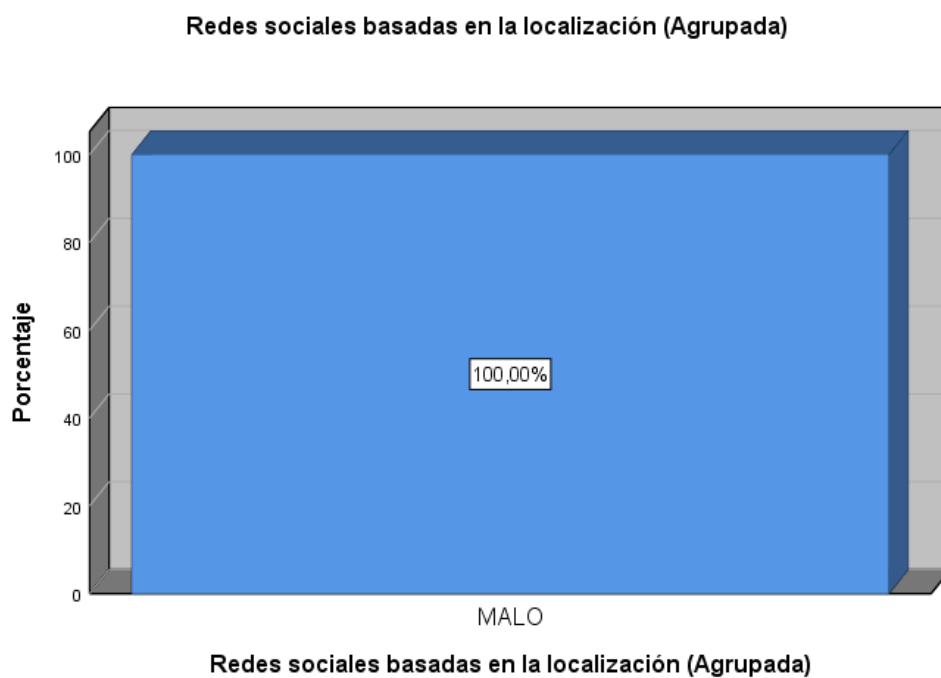 Redes sociales basadas en la localización (Agrupada)
Porcentaje
100
80
60
40
20
0
100,00%
MALO
Redes sociales basadas en la localización (Agrupada)